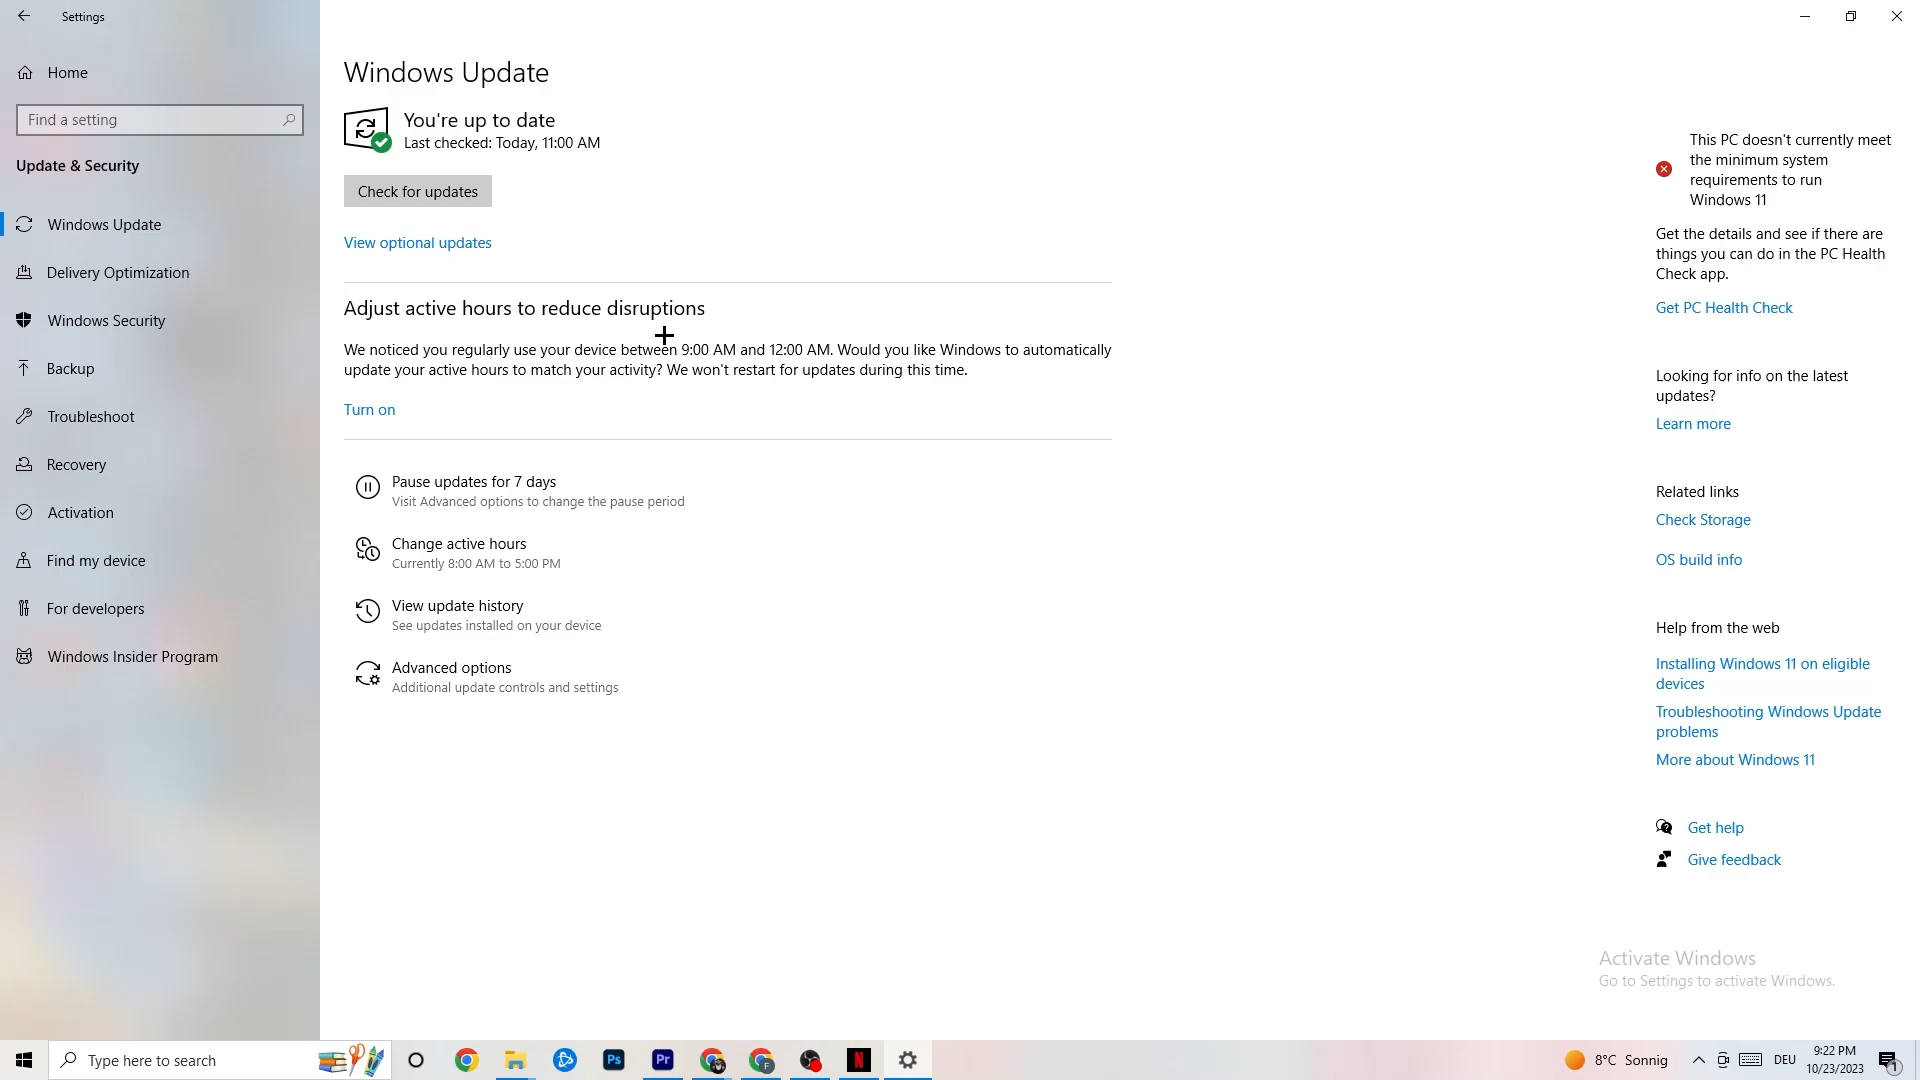 Settings
Home
Find a setting
Update & Security
Windows Update
Delivery Optimization
Windows Security
Backup
Troubleshoot
Recovery
Activation
Find my device
For developers
Windows Insider Program
Windows Update
You're up to date
Last checked: Today, 11:00 AM
Check for updates
View optional updates
Adjust active hours to reduce disruptions
We noticed you regularly use your device between 9:00 AM and 12:00 AM. Would you like Windows to automatically
update your active hours to match your activity? We won't restart for updates during this time.
Turn on
Pause updates for 7 days
Visit Advanced options to change the pause period
Change active hours
Currently 8:00 AM to 5:00 PM
View update history
See updates installed on your device
Advanced options
Additional update controls and settings
This PC doesn't currently meet
the minimum system
requirements to run
Windows 11
Get the details and see if there are
things you can do in the PC Health
Check app.
Get PC Health Check
Looking for info on the latest
updates?
Learn more
Related links
Check Storage
OS build info
Help from the web
Installing Windows 11 on eligible
devices
Troubleshooting Windows Update
problems
More about Windows 11
Get help
Give feedback
Activate Windows
Go to Settings to activate Windows.
Type here to search
Ps
Pr
F
N
8°C Sonnig
DEU
9:22 PM
10/23/2023
1